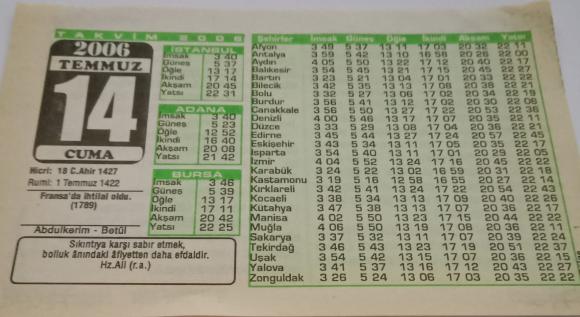 TAKVİM 2006
2006
TEMMUZ
14
CUMA
Hicri: 18 C.Ahir 1427
Rumi: 1 Temmuz 1422
Fransa'da ihtilal oldu.
(1789)
Abdulkerim - Betül
Sıkıntıya karşı sabır etmek,
bolluk ânındaki âfiyetten daha efdaldir.
Hz.Ali (r.a.)
İSTANBUL
İmsak 3 40
Güneş 5 37
Öğle 13 17
İkindi 17 14
Akşam 20 45
Yatsı 22 31
ADANA
İmsak 3 40
Güneş 5 23
Öğle 12 52
İkindi 16 40
Akşam 20 08
Yatsı 21 42
BURSA
İmsak 3 46
Güneş 5 39
Öğle 13 17
İkindi 17 11
Akşam 20 42
Yatsı 22 25
Şehirler İmsak Güneş Öğle İkindi Akşam Yatsı
Afyon 3 49 5 37 13 11 17 03 20 32 22 11
Antalya 3 59 5 42 13 10 16 58 20 26 22 00
Aydın 4 05 5 50 13 22 17 12 20 40 22 17
Balıkesir 3 54 5 45 13 21 17 15 20 45 22 27
Bartın 3 23 5 21 13 04 17 01 20 33 22 22
Bilecik 3 42 5 35 13 13 17 08 20 38 22 21
Bolu 3 32 5 27 13 06 17 02 20 34 22 19
Burdur 3 56 5 41 13 12 17 02 20 30 22 08
Çanakkale 3 56 5 50 13 27 17 22 20 53 22 36
Denizli 4 00 5 46 13 17 17 07 20 35 22 11
Düzce 3 33 5 29 13 08 17 04 20 36 22 21
Edirne 3 45 5 44 13 27 17 24 20 57 22 45
Eskişehir 3 43 5 34 13 11 17 05 20 35 22 17
Isparta 3 54 5 40 13 11 17 01 20 29 22 05
İzmir 4 04 5 52 13 24 17 16 20 45 22 22
Karabük 3 24 5 22 13 02 16 59 20 31 22 18
Kastamonu 3 19 5 16 12 58 16 55 20 27 22 14
Kırklareli 3 42 5 41 13 24 17 22 20 54 22 43
Kocaeli 3 38 5 34 13 13 17 09 20 40 22 26
Kütahya 3 47 5 38 13 13 17 07 20 36 22 17
Manisa 4 02 5 50 13 23 17 15 20 44 22 22
Muğla 4 06 5 50 13 19 17 08 20 36 22 11
Sakarya 3 37 5 32 13 11 17 07 20 39 22 24
Tekirdağ 3 46 5 43 13 23 17 19 20 51 22 37
Uşak 3 54 5 42 13 15 17 07 20 36 22 15
Yalova 3 41 5 37 13 16 17 12 20 43 22 27
Zonguldak 3 26 5 24 13 06 17 03 20 35 22 22